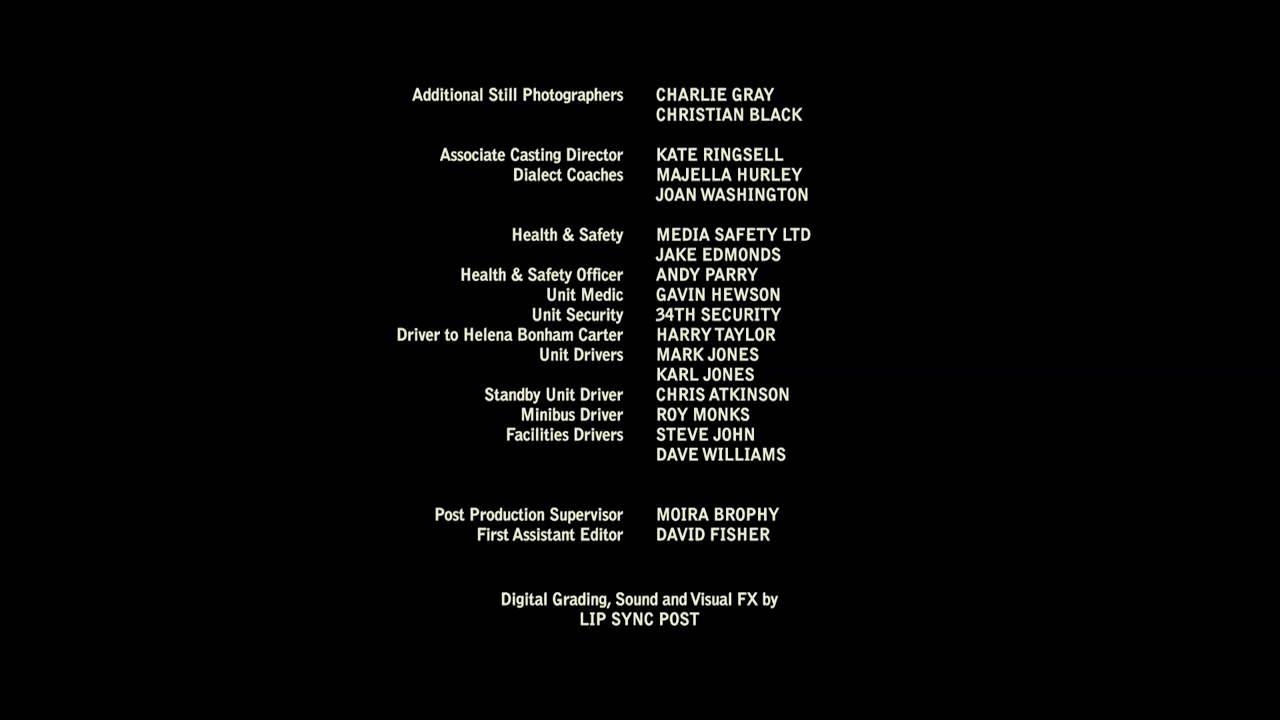 Additional Still Photographers CHARLIE GRAY
CHRISTIAN BLACK
Associate Casting Director KATE RINGSELL
Dialect Coaches MAJELLA HURLEY
JOAN WASHINGTON
Health & Safety MEDIA SAFETY LTD
JAKE EDMONDS
Health & Safety Officer ANDY PARRY
Unit Medic GAVIN HEWSON
Unit Security 34TH SECURITY
Driver to Helena Bonham Carter HARRY TAYLOR
Unit Drivers MARK JONES
KARL JONES
Standby Unit Driver CHRIS ATKINSON
Minibus Driver ROY MONKS
Facilities Drivers STEVE JOHN
DAVE WILLIAMS
Post Production Supervisor MOIRA BROPHY
First Assistant Editor DAVID FISHER
Digital Grading, Sound and Visual FX by
LIP SYNC POST